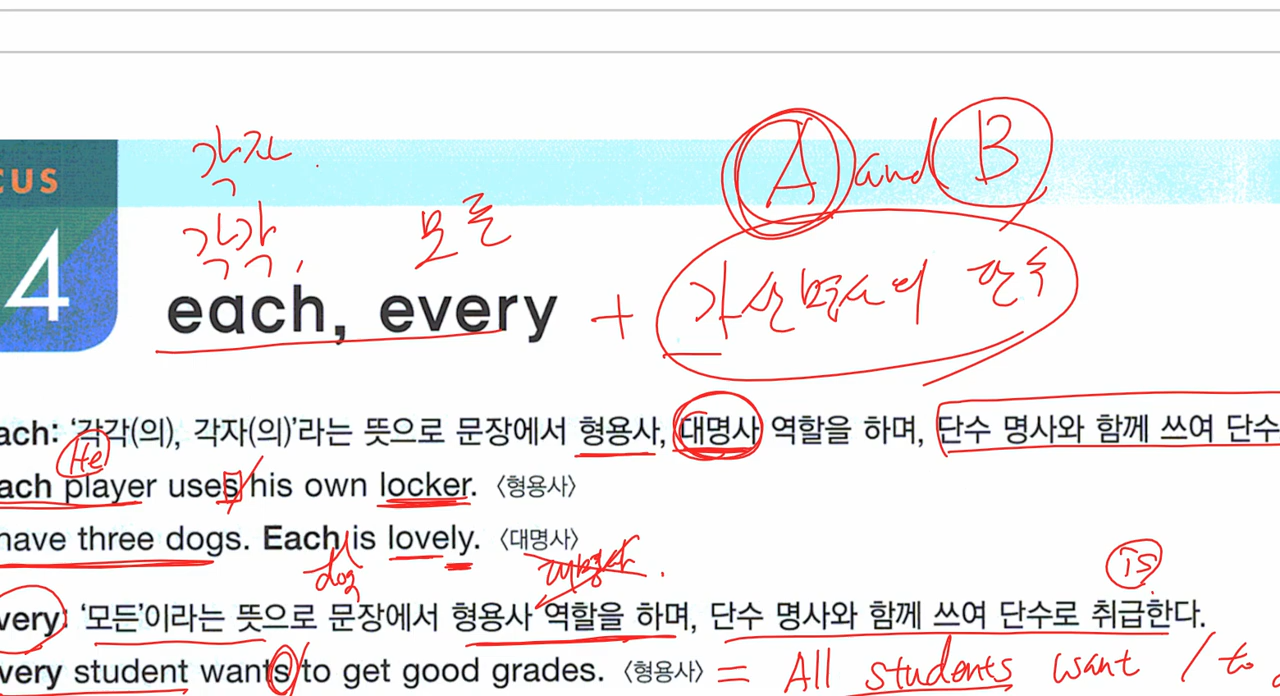 각자.
A and B
각각, 모든
CUS
4
each, every + 가산명사의 단수
ach: ‘각각(의), 각자(의)’라는 뜻으로 문장에서 형용사, 대명사 역할을 하며, 단수 명사와 함께 쓰여 단수
He
ach player uses his own locker. 〈형용사〉
have three dogs. Each is lovely. 〈대명사〉
dog
is
very: ‘모든’이라는 뜻으로 문장에서 형용사 역할을 하며, 단수 명사와 함께 쓰여 단수로 취급한다.
very student wants to get good grades. 〈형용사〉 = All students want / to